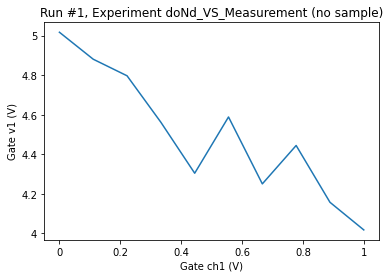 Run #1, Experiment doNd_VS_Measurement (no sample)
5
4.8
4.6
4.4
4.2
4
Gate v1 (V)
0 0.2 0.4 0.6 0.8 1
Gate ch1 (V)